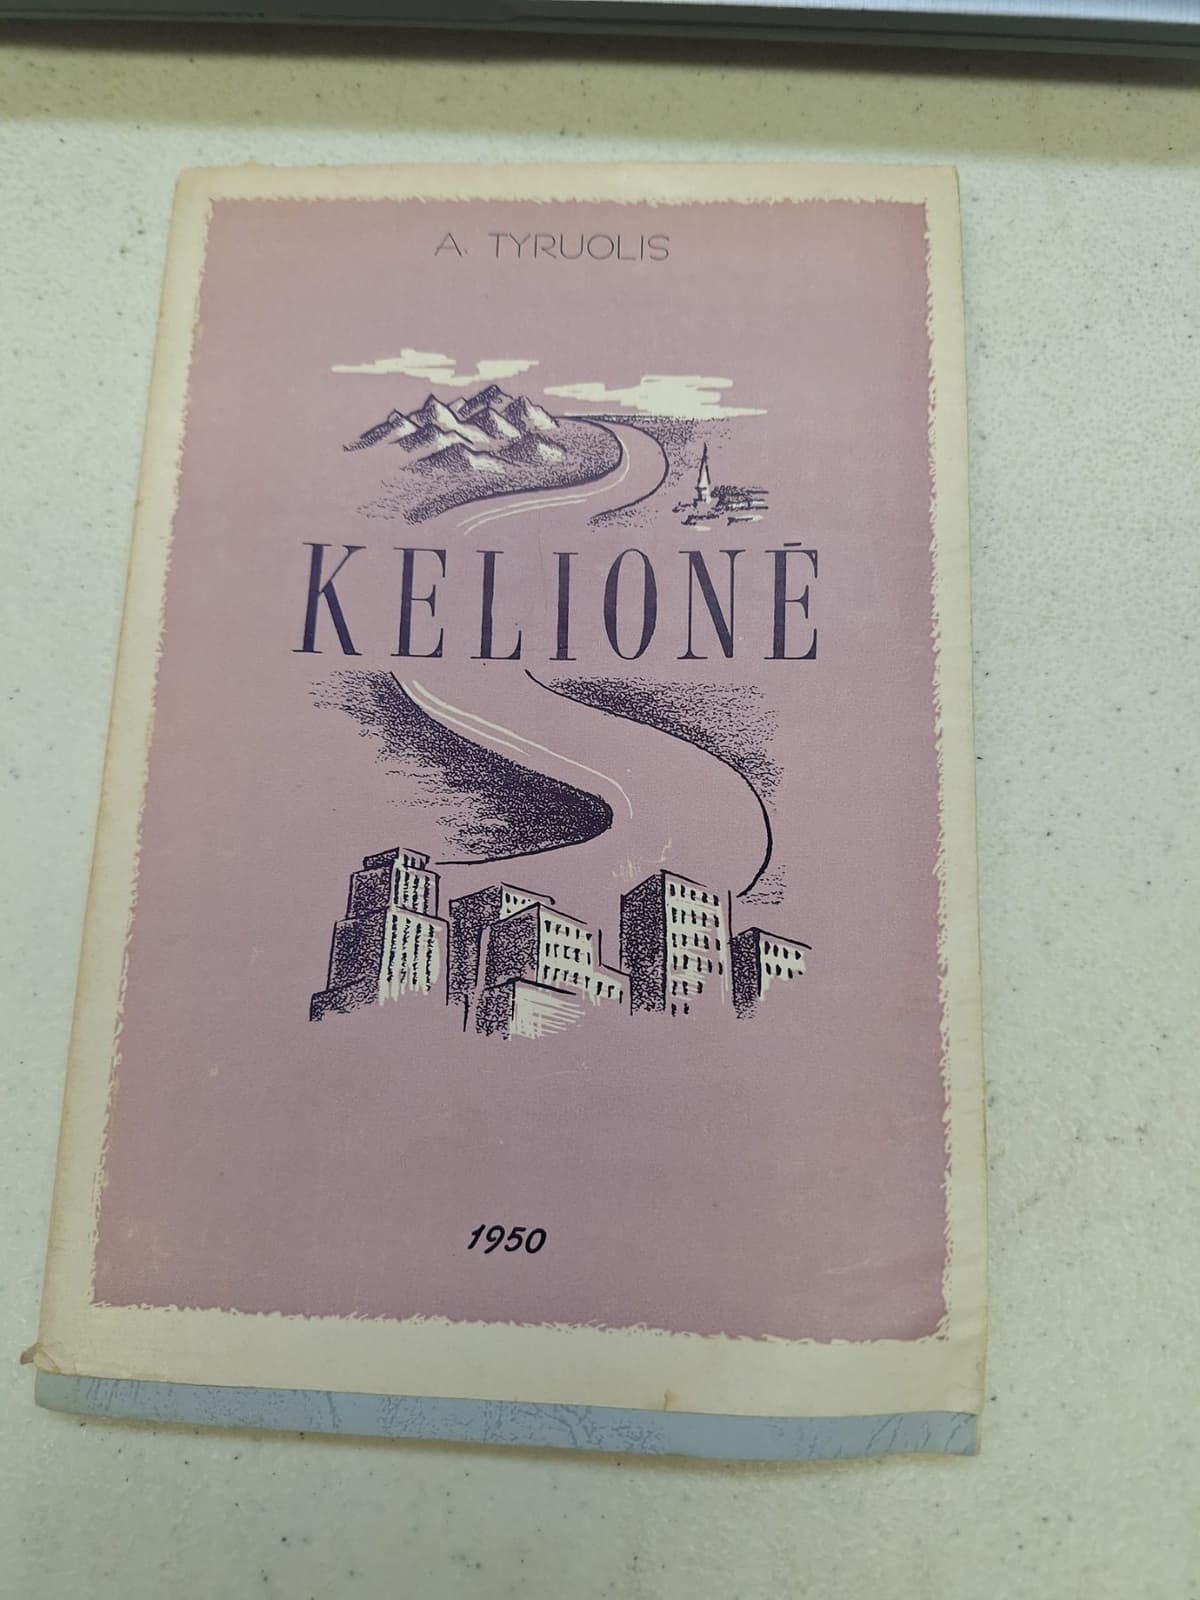 A. TYRUOLIS
KELIONĖ
1950